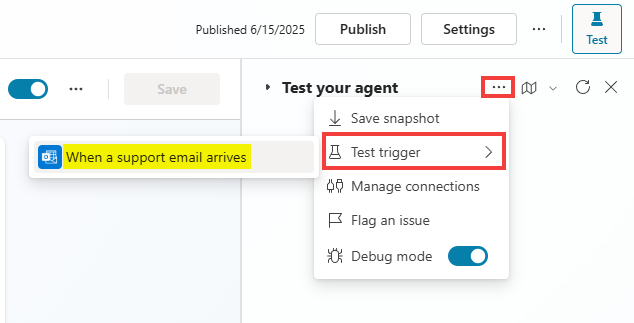 Published 6/15/2025
Publish
Settings
Test
Save
Test your agent
Save snapshot
When a support email arrives
Test trigger
Manage connections
Flag an issue
Debug mode